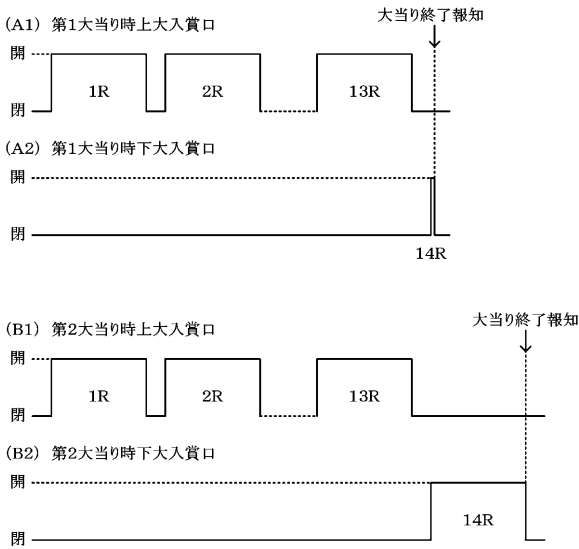 大当り終了報知
(A1) 第1大当り時上大入賞口
開
1R
2R
13R
閉
(A2) 第1大当り時下大入賞口
開
閉
14R
大当り終了報知
(B1) 第2大当り時上大入賞口
開
1R
2R
13R
閉
(B2) 第2大当り時下大入賞口
開
14R
閉